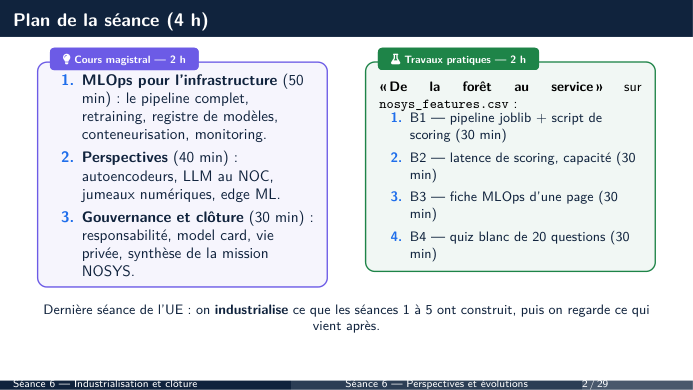 Plan de la séance (4 h)
Cours magistral — 2 h
1. MLOps pour l'infrastructure (50
min) : le pipeline complet,
retraining, registre de modèles,
conteneurisation, monitoring.
2. Perspectives (40 min) :
autoencodeurs, LLM au NOC,
jumeaux numériques, edge ML.
3. Gouvernance et clôture (30 min) :
responsabilité, model card, vie
privée, synthèse de la mission
NOSYS.
Travaux pratiques — 2 h
« De la forêt au service » sur
nosys_features.csv :
1. B1 — pipeline joblib + script de
scoring (30 min)
2. B2 — latence de scoring, capacité (30
min)
3. B3 — fiche MLOps d'une page (30
min)
4. B4 — quiz blanc de 20 questions (30
min)
Dernière séance de l'UE : on industrialise ce que les séances 1 à 5 ont construit, puis on regarde ce qui
vient après.
Séance 6 — Industrialisation et clôture Séance 6 — Perspectives et évolutions 2 / 29